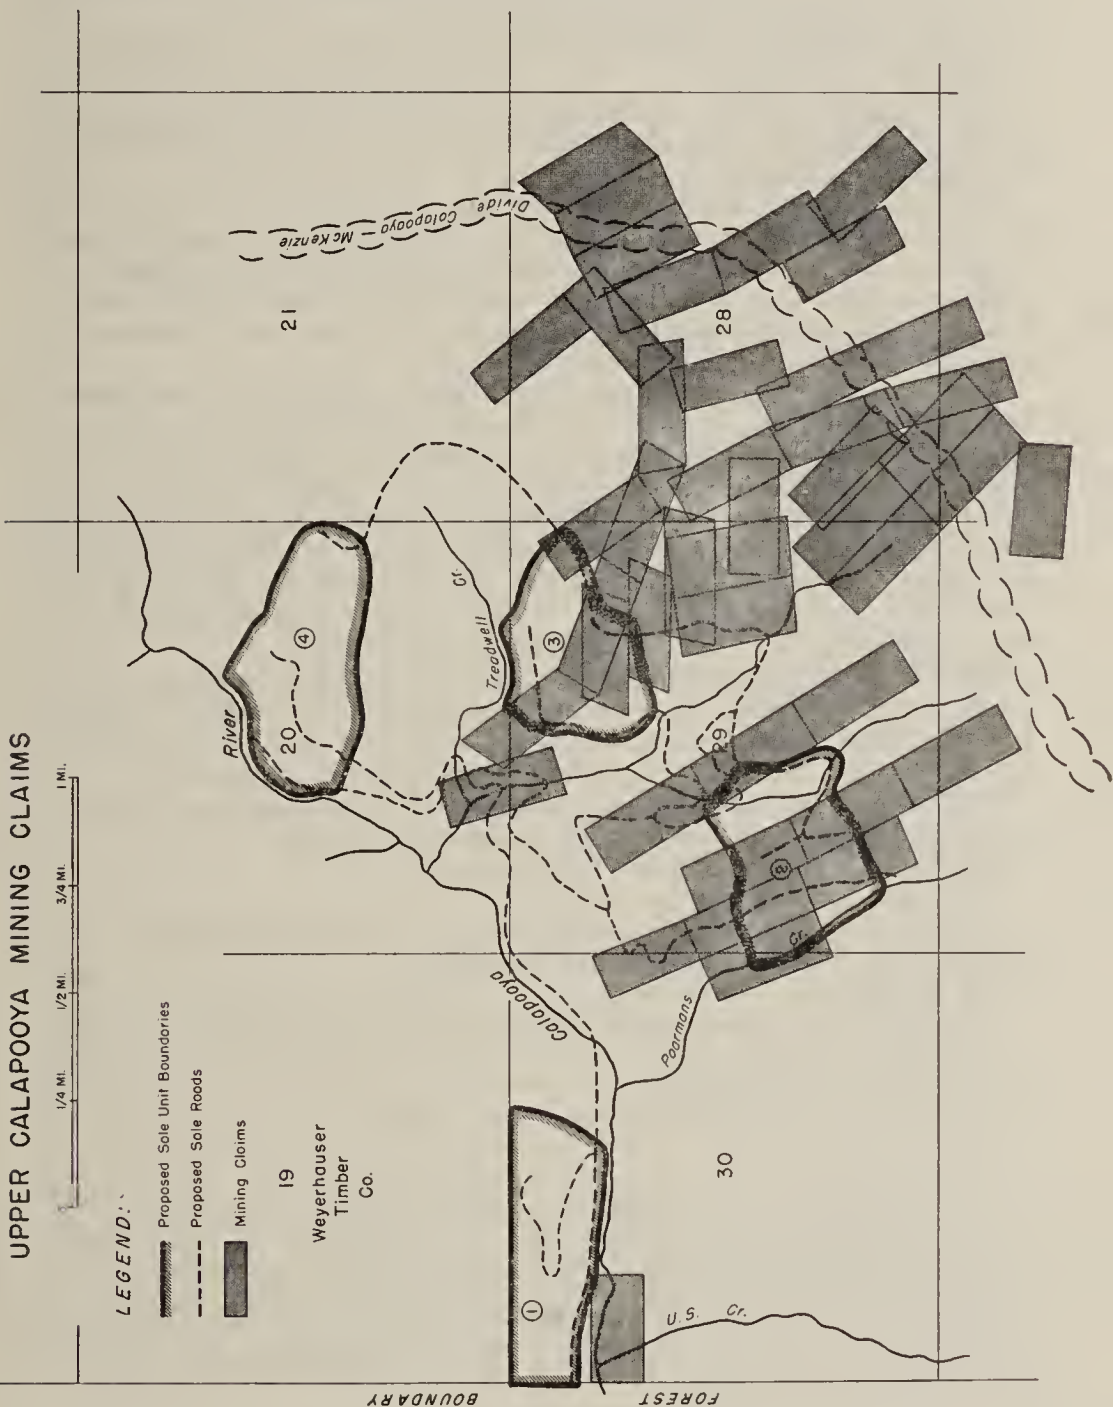 UPPER CALAPOOYA MINING CLAIMS
1/4 MI.
1/2 MI.
3/4 MI.
1 MI.
LEGEND:
Proposed Sale Unit Boundaries
Proposed Sale Roads
Mining Claims
19
Weyerhauser
Timber
Co.
20
21
28
29
30
1
2
3
4
River
Calapooya
Treadwell
Cr.
Poormans
Cr.
U.S. Cr.
Divide
Calapooya — McKenzie
FOREST
BOUNDARY